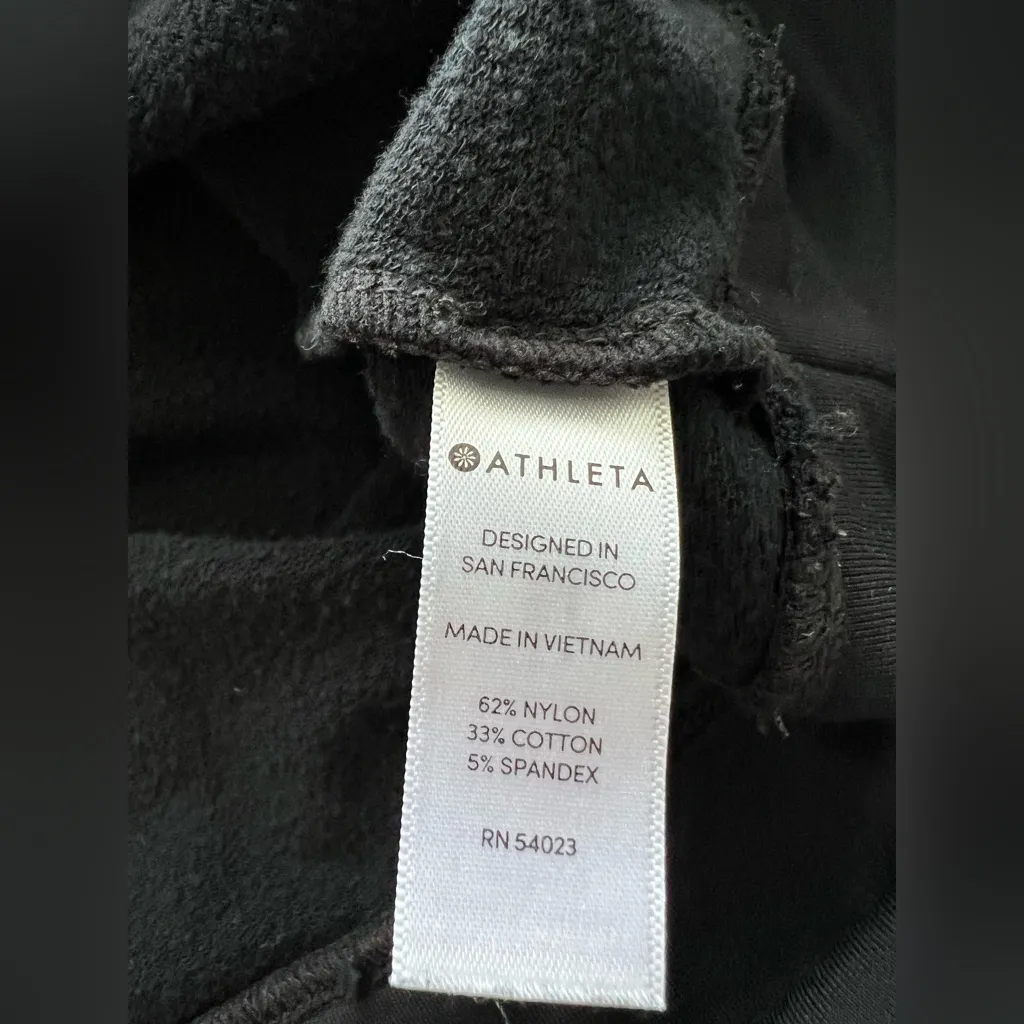 ATHLETA
DESIGNED IN
SAN FRANCISCO
MADE IN VIETNAM
62% NYLON
33% COTTON
5% SPANDEX
RN 54023